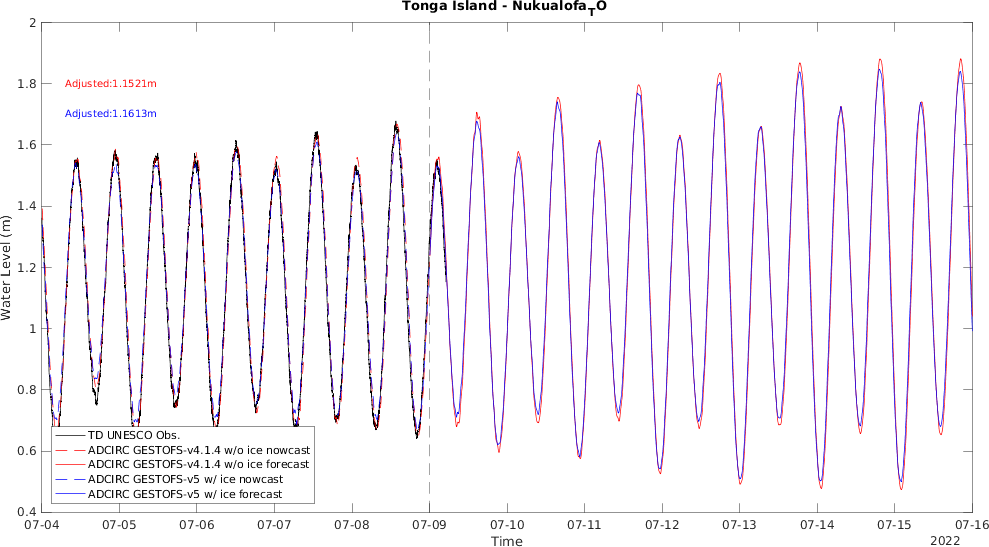 Tonga Island - Nukualofa_TO
2
1.8
1.6
1.4
1.2
1
0.8
0.6
0.4
Water Level (m)
Adjusted:1.1521m
Adjusted:1.1613m
TD UNESCO Obs.
ADCIRC GESTOFS-v4.1.4 w/o ice nowcast
ADCIRC GESTOFS-v4.1.4 w/o ice forecast
ADCIRC GESTOFS-v5 w/ ice nowcast
ADCIRC GESTOFS-v5 w/ ice forecast
07-04 07-05 07-06 07-07 07-08 07-09 07-10 07-11 07-12 07-13 07-14 07-15 07-16
Time
2022